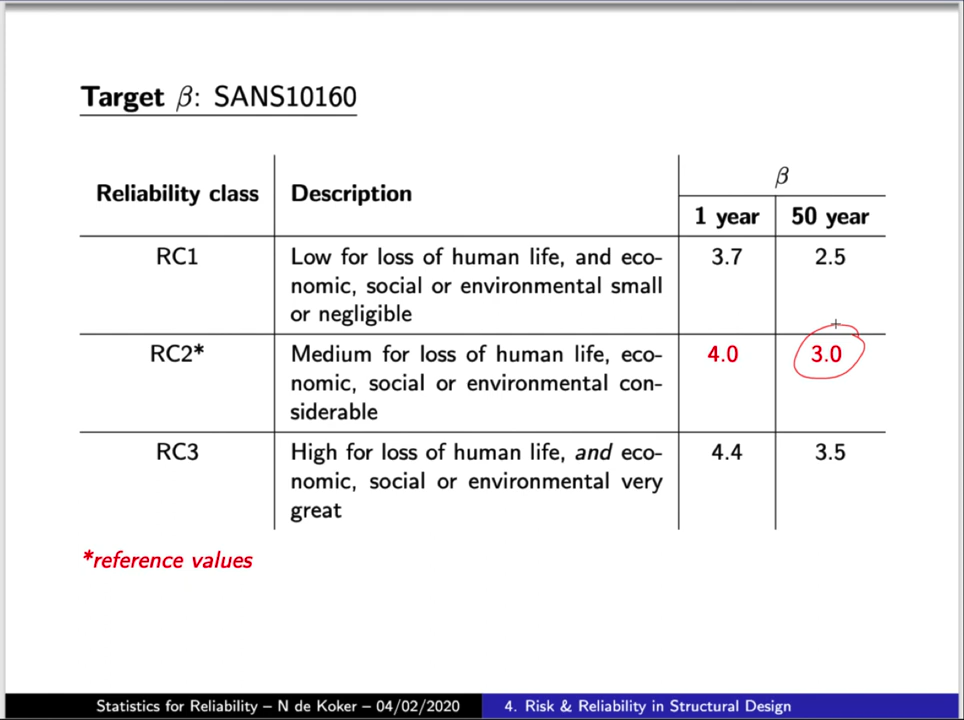 Target β: SANS10160
β
Reliability class Description 1 year 50 year
RC1 Low for loss of human life, and eco- 3.7 2.5
nomic, social or environmental small
or negligible
RC2* Medium for loss of human life, eco- 4.0 3.0
nomic, social or environmental con-
siderable
RC3 High for loss of human life, and eco- 4.4 3.5
nomic, social or environmental very
great
*reference values
Statistics for Reliability – N de Koker – 04/02/2020 4. Risk & Reliability in Structural Design